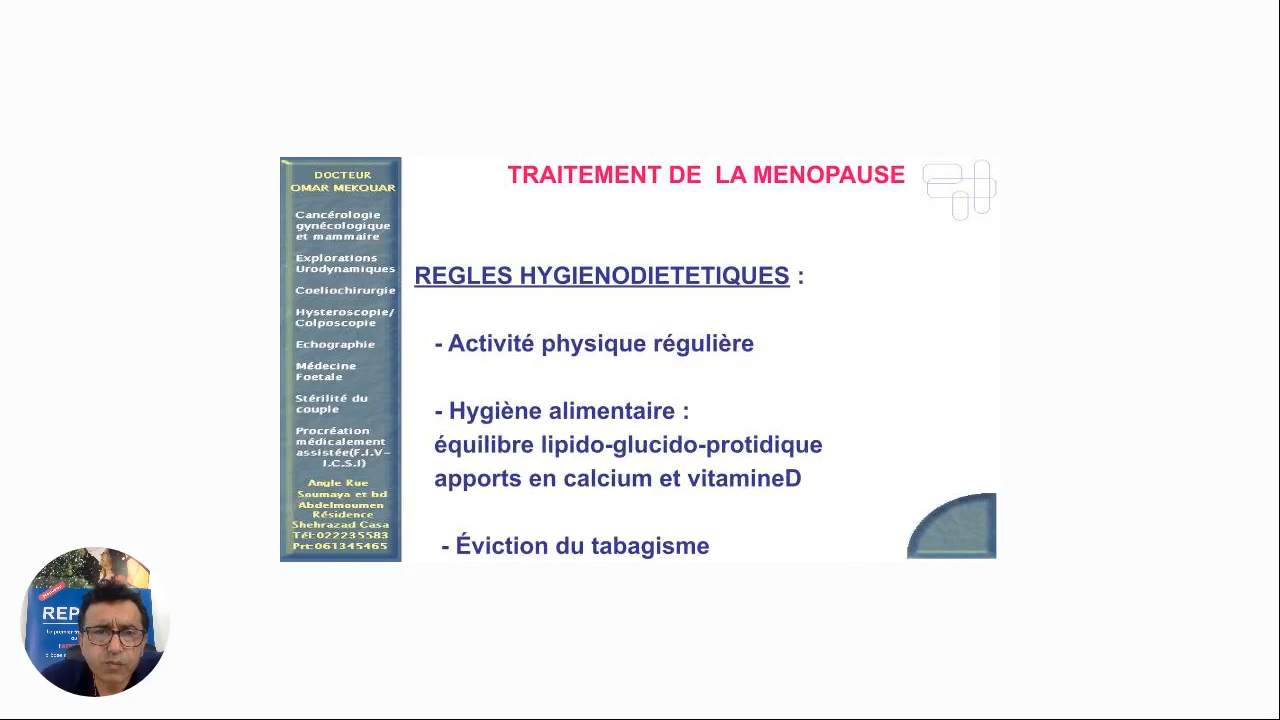 TRAITEMENT DE LA MENOPAUSE
DOCTEUR
OMAR MEKOUAR
Cancérologie
gynécologique
et mammaire
Explorations
Urodynamiques
Coeliochirurgie
Hysteroscopie/
Colposcopie
Echographie
Médecine
Foetale
Stérilité du
couple
Procréation
médicalement
assistée(F.I.V-
I.C.S.I)
Angle Rue
Soumaya et bd
Abdelmoumen
Résidence
Shehrazad Casa
Tél:022235583
Prt:061345465
REGLES HYGIENODIETETIQUES :
- Activité physique régulière
- Hygiène alimentaire :
équilibre lipido-glucido-protidique
apports en calcium et vitamineD
- Éviction du tabagisme
REP
Le premier